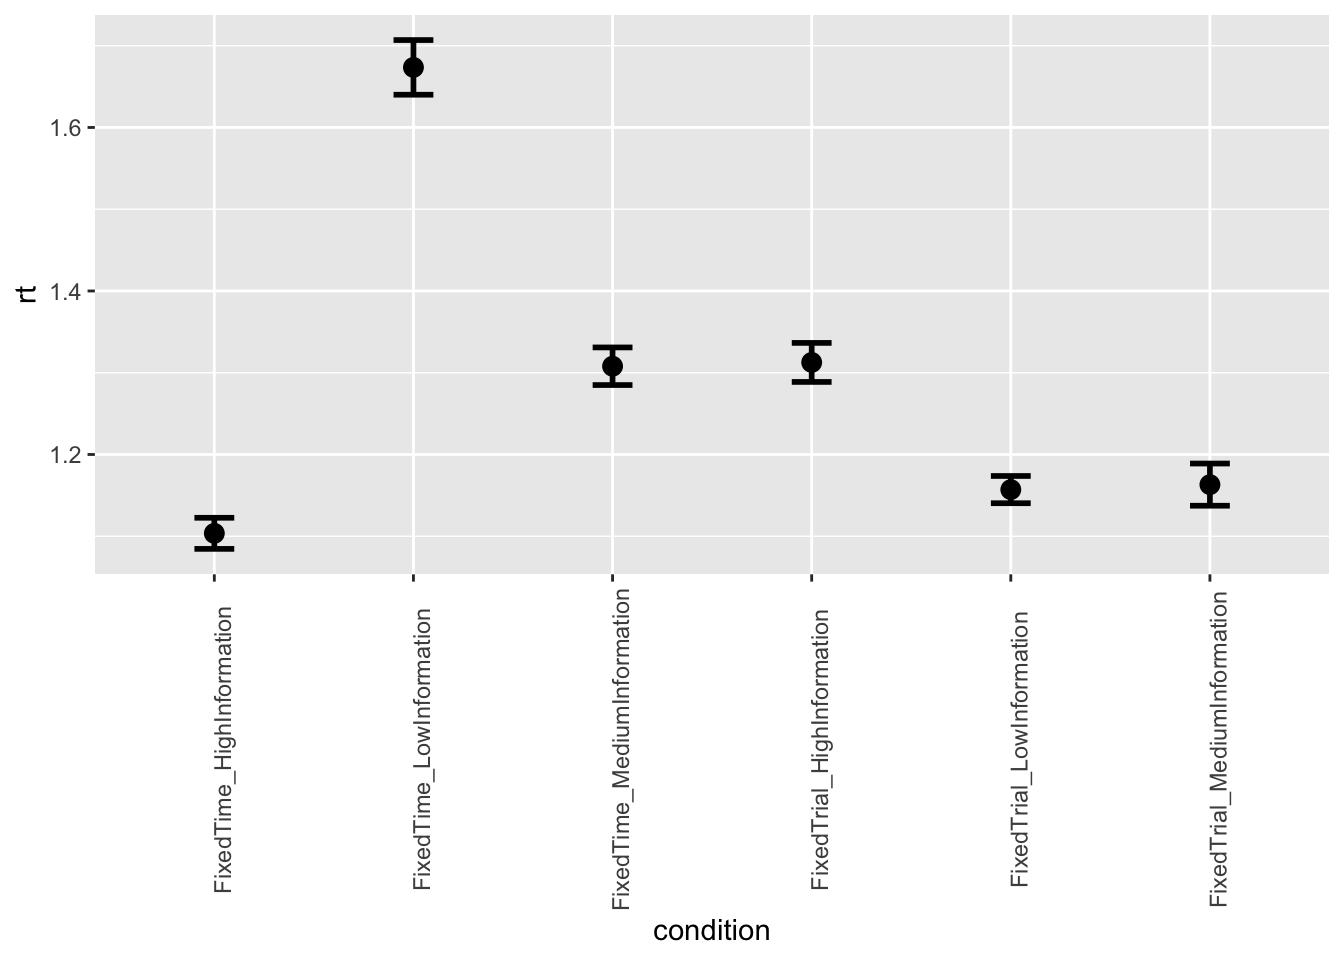 rt
1.6
1.4
1.2
FixedTime_HighInformation
FixedTime_LowInformation
FixedTime_MediumInformation
FixedTrial_HighInformation
FixedTrial_LowInformation
FixedTrial_MediumInformation
condition